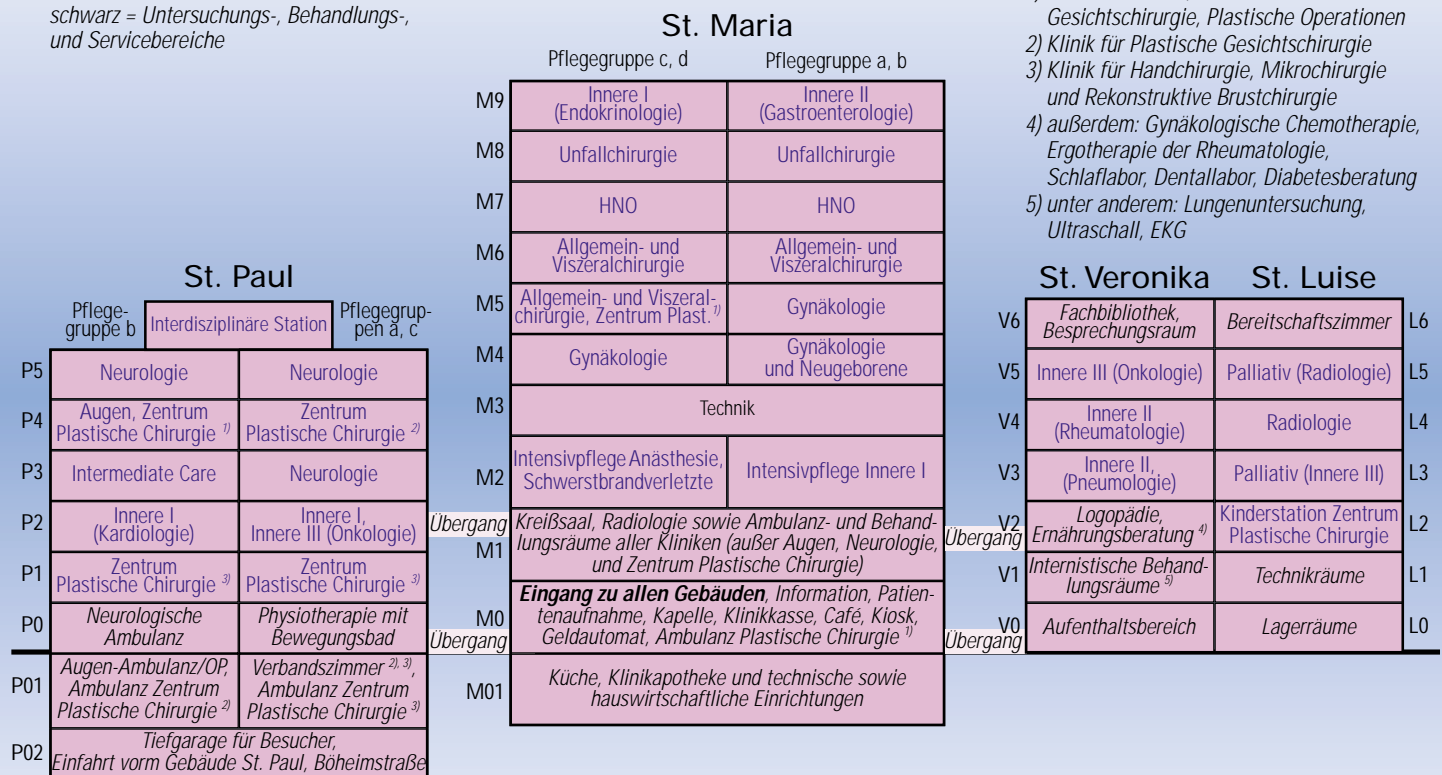 schwarz = Untersuchungs-, Behandlungs-,
und Servicebereiche
St. Maria
Pflegegruppe c, d
Pflegegruppe a, b
M9
Innere I
(Endokrinologie)
Innere II
(Gastroenterologie)
M8
Unfallchirurgie
Unfallchirurgie
M7
HNO
HNO
M6
Allgemein- und
Viszeralchirurgie
Allgemein- und
Viszeralchirurgie
M5
Allgemein- und Viszeral-
chirurgie, Zentrum Plast.1)
Gynäkologie
M4
Gynäkologie
Gynäkologie
und Neugeborene
M3
Technik
M2
Intensivpflege Anästhesie,
Schwerstbrandverletzte
Intensivpflege Innere I
Übergang
M1
Kreißsaal, Radiologie sowie Ambulanz- und Behand-
lungsräume aller Kliniken (außer Augen, Neurologie,
und Zentrum Plastische Chirurgie)
Übergang
M0
Eingang zu allen Gebäuden, Information, Patien-
tenaufnahme, Kapelle, Klinikkasse, Café, Kiosk,
Geldautomat, Ambulanz Plastische Chirurgie 1)
Übergang
Übergang
M01
Küche, Klinikapotheke und technische sowie
hauswirtschaftliche Einrichtungen
St. Paul
Pflege-
gruppe b
Interdisziplinäre Station
Pflegegrup-
pen a, c
P5
Neurologie
Neurologie
P4
Augen, Zentrum
Plastische Chirurgie 1)
Zentrum
Plastische Chirurgie 2)
P3
Intermediate Care
Neurologie
P2
Innere I
(Kardiologie)
Innere I,
Innere III (Onkologie)
P1
Zentrum
Plastische Chirurgie 3)
Zentrum
Plastische Chirurgie 3)
P0
Neurologische
Ambulanz
Physiotherapie mit
Bewegungsbad
P01
Augen-Ambulanz/OP,
Ambulanz Zentrum
Plastische Chirurgie 2)
Verbandszimmer 2), 3),
Ambulanz Zentrum
Plastische Chirurgie 3)
P02
Tiefgarage für Besucher,
Einfahrt vorm Gebäude St. Paul, Böheimstraße
Gesichtschirurgie, Plastische Operationen
2) Klinik für Plastische Gesichtschirurgie
3) Klinik für Handchirurgie, Mikrochirurgie
und Rekonstruktive Brustchirurgie
4) außerdem: Gynäkologische Chemotherapie,
Ergotherapie der Rheumatologie,
Schlaflabor, Dentallabor, Diabetesberatung
5) unter anderem: Lungenuntersuchung,
Ultraschall, EKG
St. Veronika
St. Luise
V6
Fachbibliothek,
Besprechungsraum
Bereitschaftszimmer
L6
V5
Innere III (Onkologie)
Palliativ (Radiologie)
L5
V4
Innere II
(Rheumatologie)
Radiologie
L4
V3
Innere II,
(Pneumologie)
Palliativ (Innere III)
L3
V2
Logopädie,
Ernährungsberatung 4)
Kinderstation Zentrum
Plastische Chirurgie
L2
V1
Internistische Behand-
lungsräume 5)
Technikräume
L1
V0
Aufenthaltsbereich
Lagerräume
L0